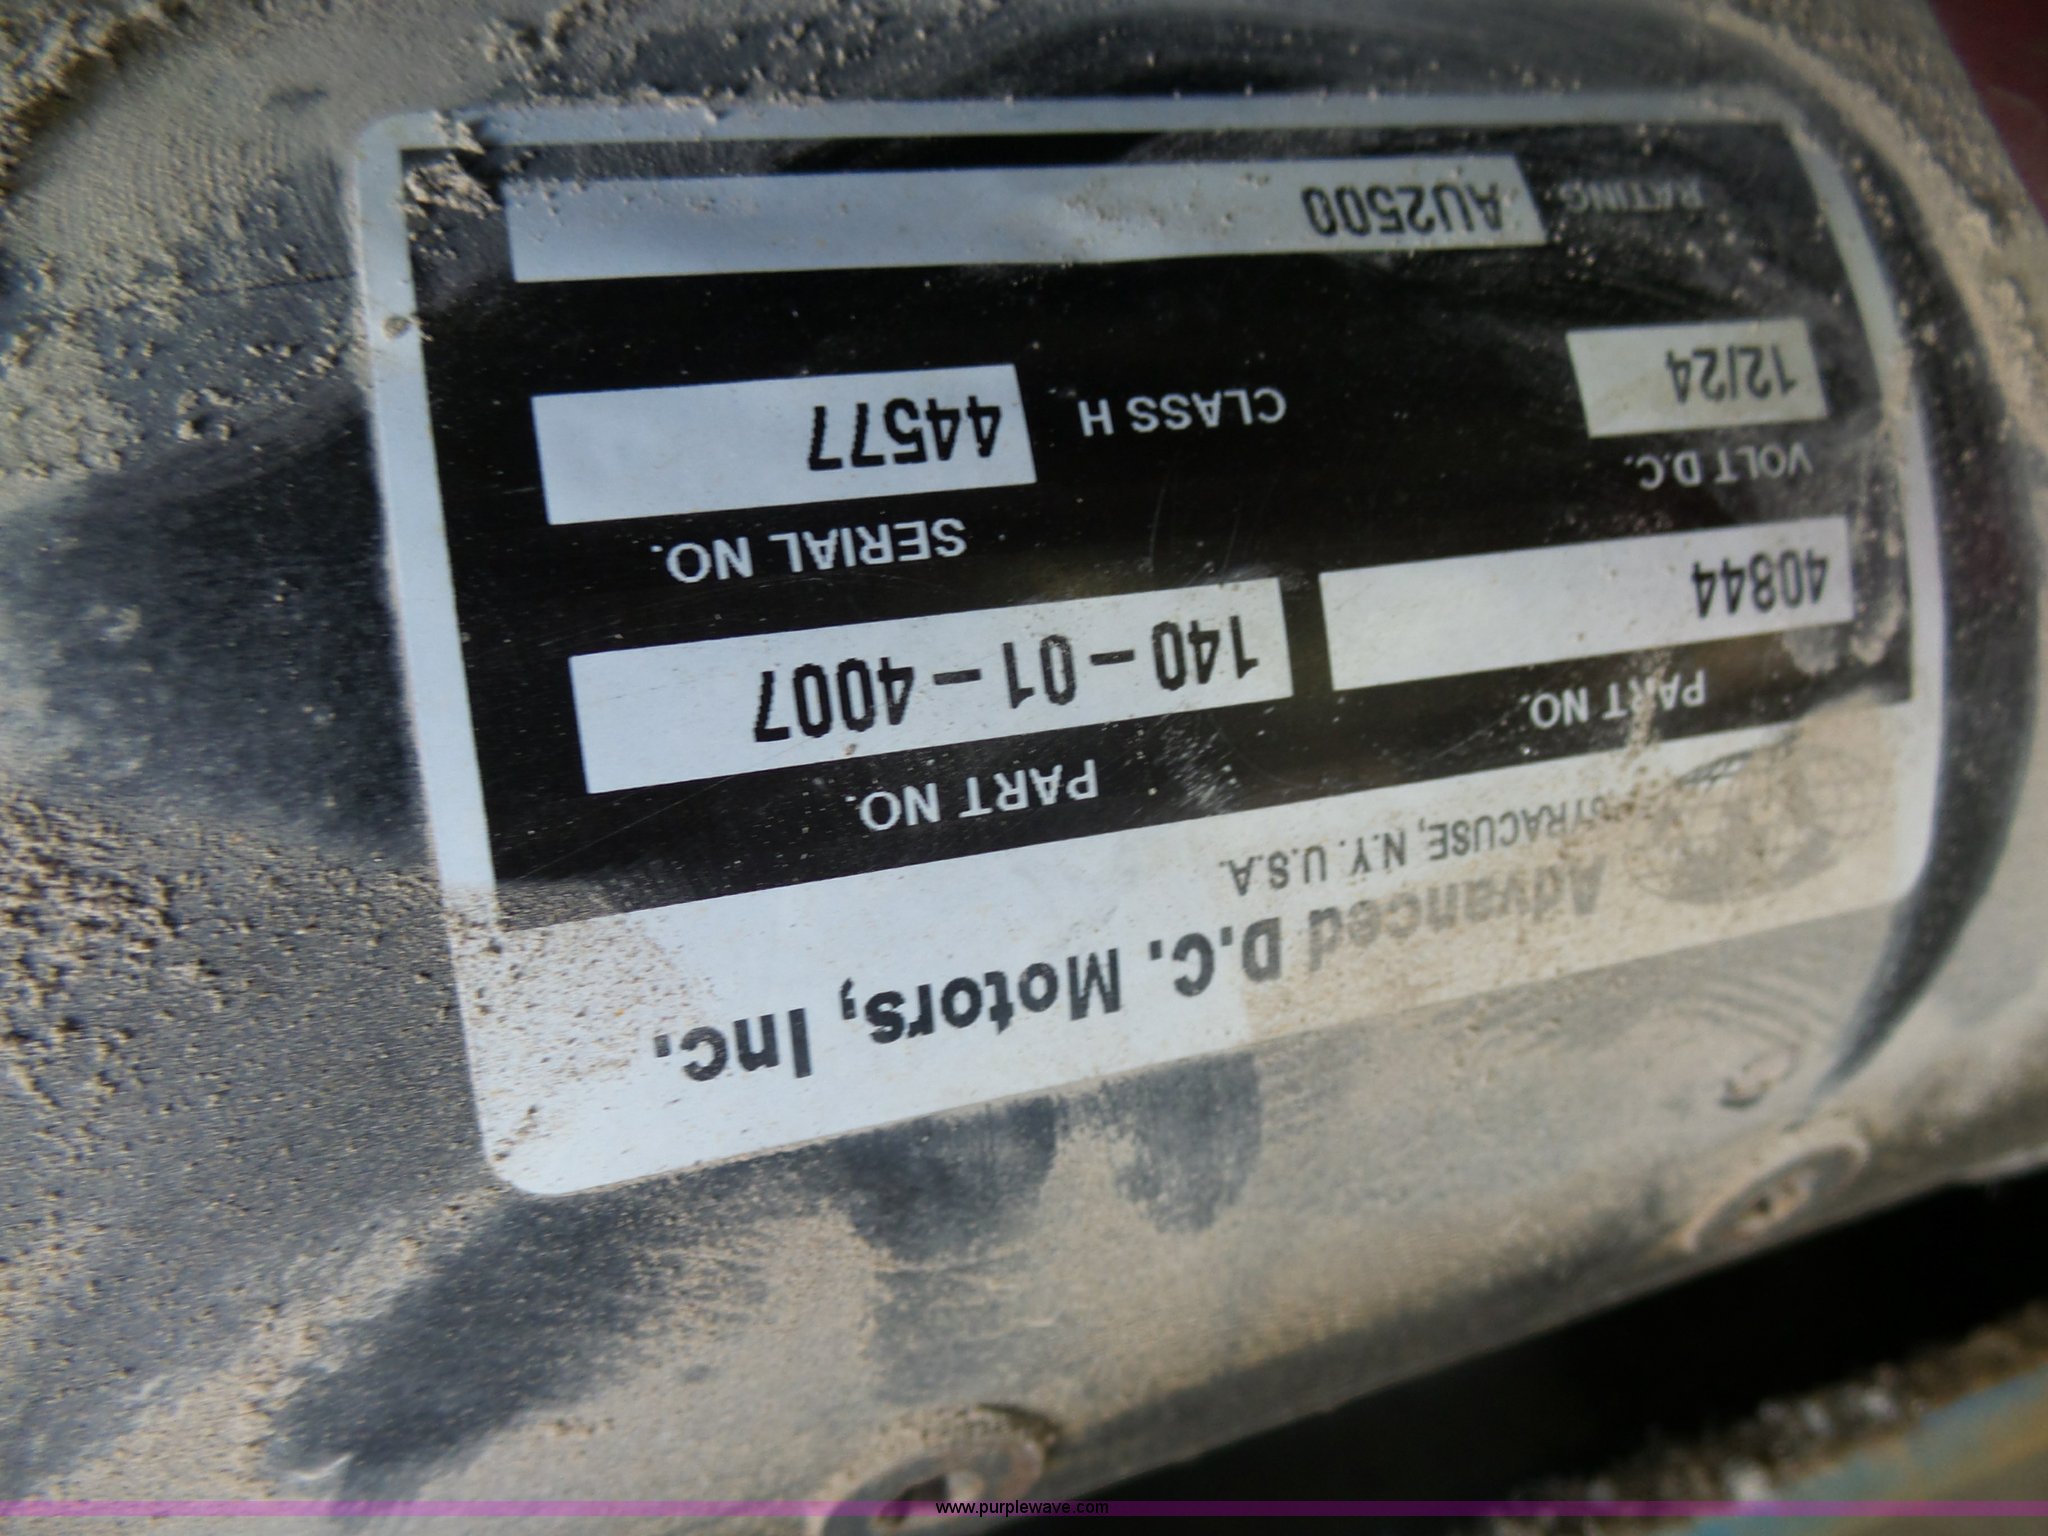 Advanced D.C. Motors, Inc.
SYRACUSE, N.Y. U.S.A.
PART NO. PART NO.
40844 140-01-4007
VOLT D.C. SERIAL NO.
12/24 CLASS H 44577
RATING. AU2500
www.purplewave.com